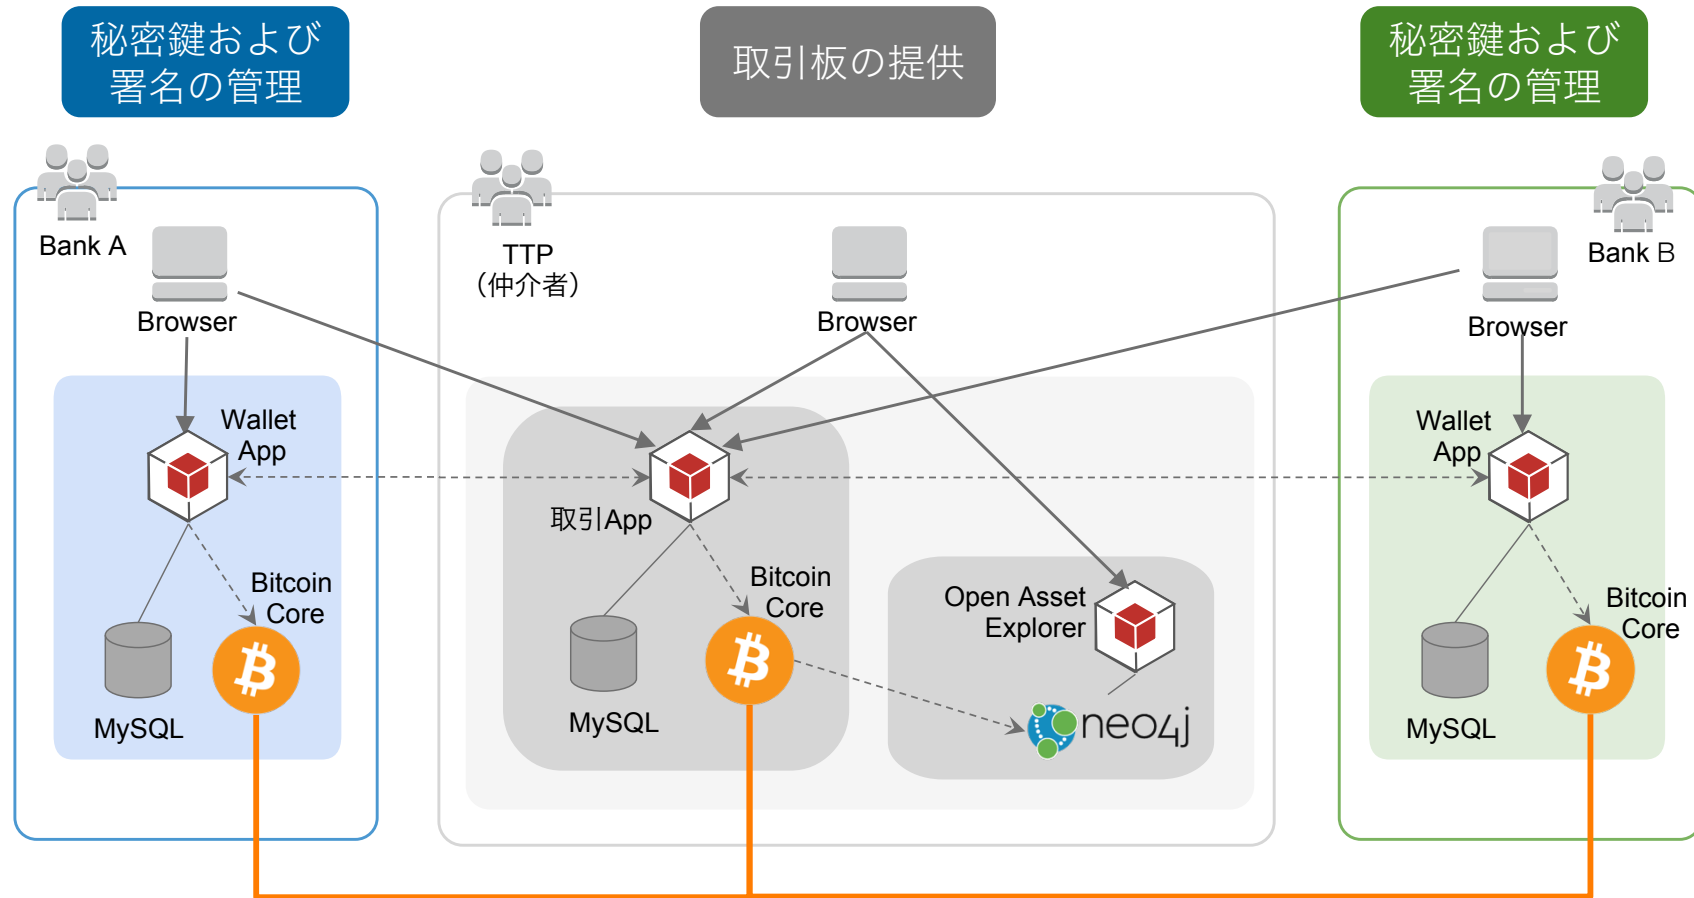 秘密鍵および
署名の管理
取引板の提供
秘密鍵および
署名の管理
Bank A
TTP
（仲介者）
Bank B
Browser
Browser
Browser
Wallet
App
取引App
Wallet
App
Bitcoin
Core
Bitcoin
Core
Open Asset
Explorer
Bitcoin
Core
MySQL
MySQL
neo4j
MySQL